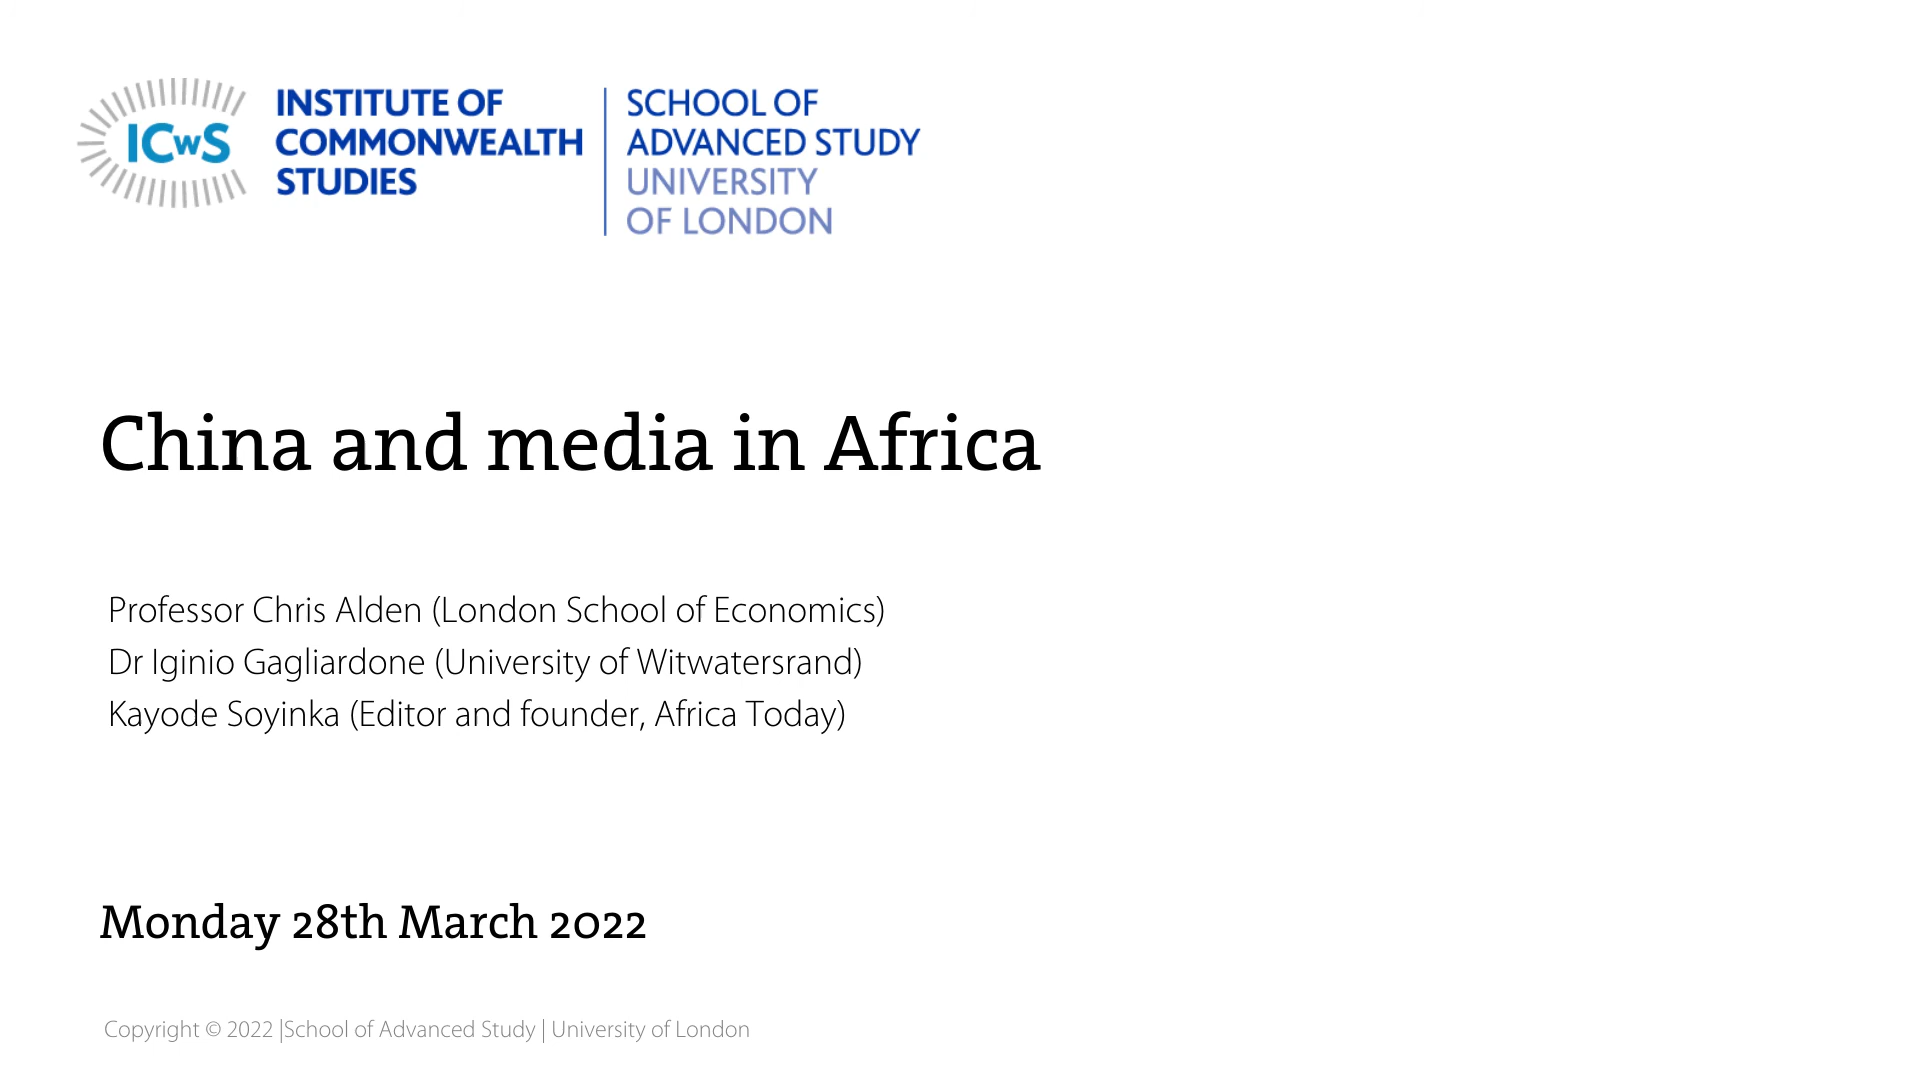 ICwS
INSTITUTE OF
COMMONWEALTH
STUDIES
SCHOOL OF
ADVANCED STUDY
UNIVERSITY
OF LONDON
China and media in Africa
Professor Chris Alden (London School of Economics)
Dr Iginio Gagliardone (University of Witwatersrand)
Kayode Soyinka (Editor and founder, Africa Today)
Monday 28th March 2022
Copyright © 2022 |School of Advanced Study | University of London